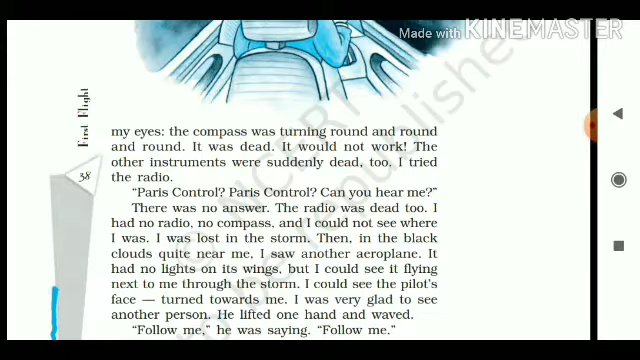 Made with KINEMASTER
First Flight
38
my eyes: the compass was turning round and round
and round. It was dead. It would not work! The
other instruments were suddenly dead, too. I tried
the radio.
“Paris Control? Paris Control? Can you hear me?”
There was no answer. The radio was dead too. I
had no radio, no compass, and I could not see where
I was. I was lost in the storm. Then, in the black
clouds quite near me, I saw another aeroplane. It
had no lights on its wings, but I could see it flying
next to me through the storm. I could see the pilot’s
face — turned towards me. I was very glad to see
another person. He lifted one hand and waved.
“Follow me,” he was saying. “Follow me.”